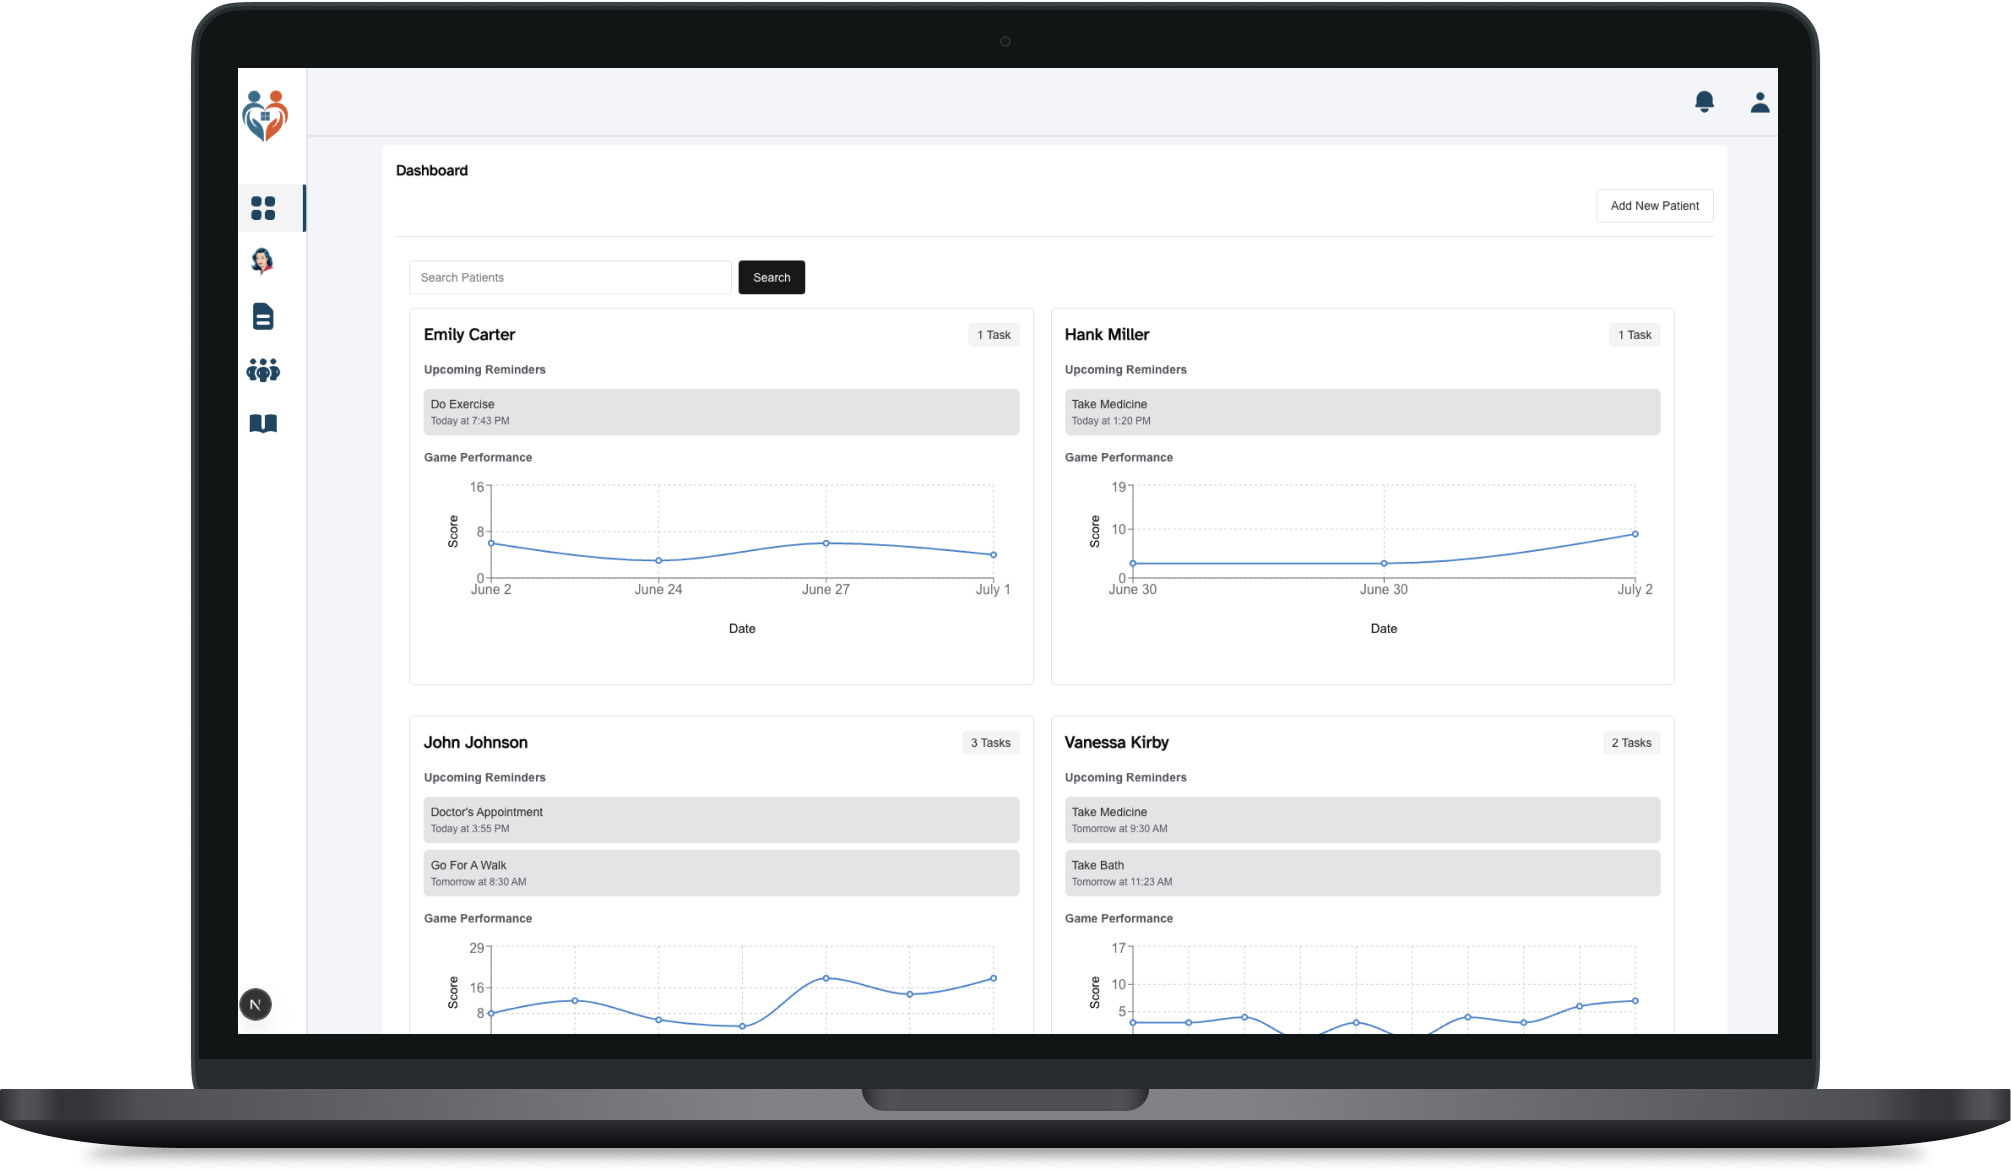 Dashboard
Add New Patient
Search Patients
Search
Emily Carter
1 Task
Upcoming Reminders
Do Exercise
Today at 7:43 PM
Game Performance
16
8
0
Score
June 2
June 24
June 27
July 1
Date
Hank Miller
1 Task
Upcoming Reminders
Take Medicine
Today at 1:20 PM
Game Performance
19
10
0
Score
June 30
June 30
July 2
Date
John Johnson
3 Tasks
Upcoming Reminders
Doctor's Appointment
Today at 3:55 PM
Go For A Walk
Tomorrow at 8:30 AM
Game Performance
29
16
8
Score
Vanessa Kirby
2 Tasks
Upcoming Reminders
Take Medicine
Tomorrow at 9:30 AM
Take Bath
Tomorrow at 11:23 AM
Game Performance
17
10
5
Score
N